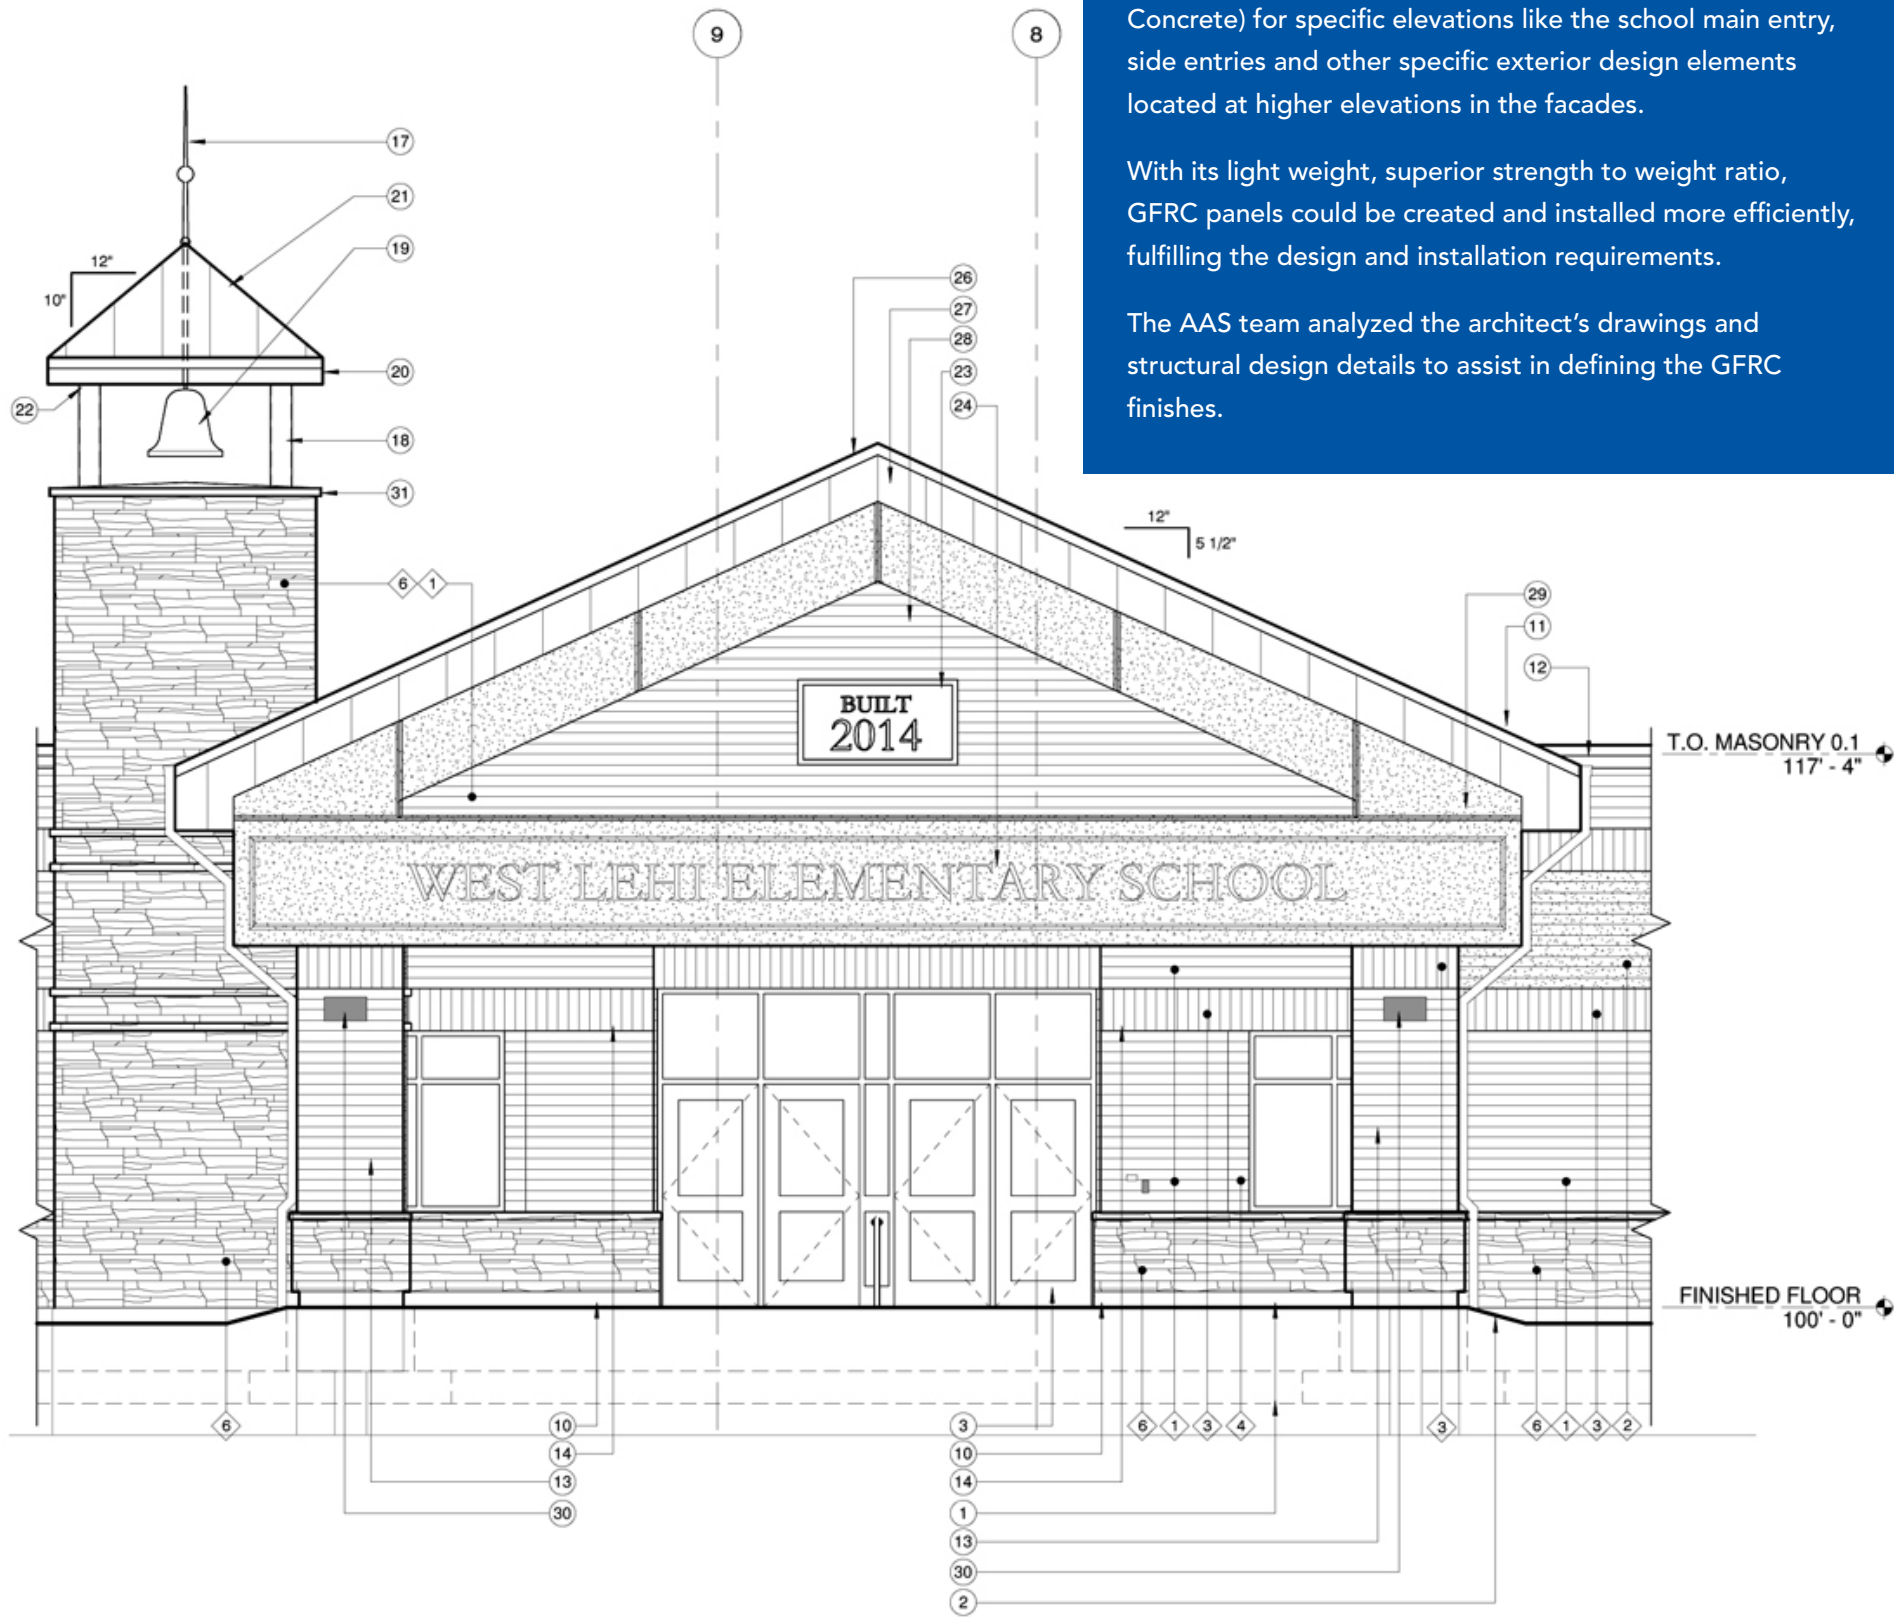 Concrete) for specific elevations like the school main entry,
side entries and other specific exterior design elements
located at higher elevations in the facades.
With its light weight, superior strength to weight ratio,
GFRC panels could be created and installed more efficiently,
fulfilling the design and installation requirements.
The AAS team analyzed the architect’s drawings and
structural design details to assist in defining the GFRC
finishes.
9
8
17
21
19
12"
10"
20
22
18
31
26
27
28
23
24
12"
5 1/2"
6 1
29
11
12
BUILT
2014
T.O. MASONRY 0.1
117' - 4"
WEST LEHI ELEMENTARY SCHOOL
FINISHED FLOOR
100' - 0"
6
10
14
13
30
3
10
14
1
13
30
2
6 1 3 4
3
6 1 3 2